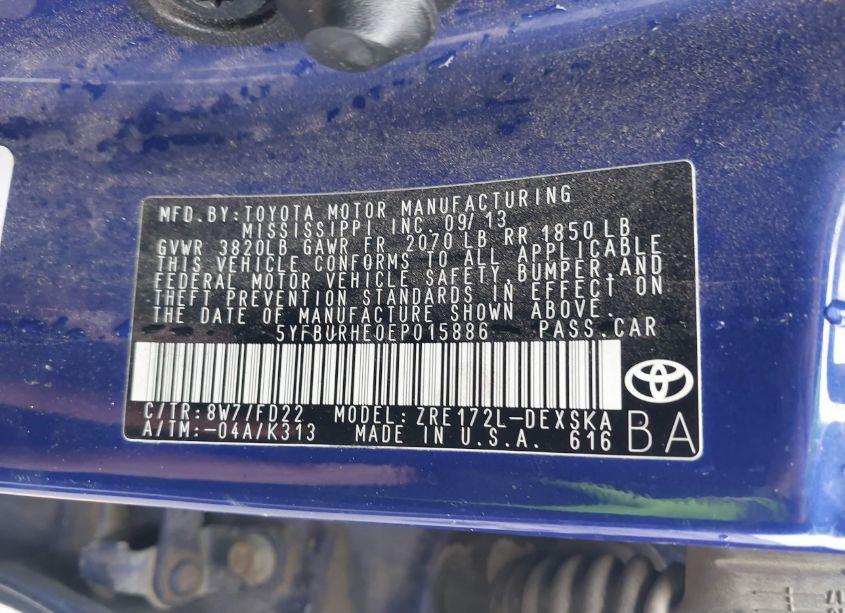 MFD. BY: TOYOTA MOTOR MANUFACTURING
MISSISSIPPI INC. 09/13
GVWR 3820LB GAWR FR 2070 LB RR 1850 LB
THIS VEHICLE CONFORMS TO ALL APPLICABLE
FEDERAL MOTOR VEHICLE SAFETY, BUMPER, AND
THEFT PREVENTION STANDARDS IN EFFECT ON
THE DATE OF MANUFACTURE SHOWN ABOVE.
5YFBURHE0EP015886 PASS.CAR
C/TR:8W7/FD22 MODEL: ZRE172L-DEXSKA
A/TM:-04A/K313 MADE IN U.S.A. 616
BA